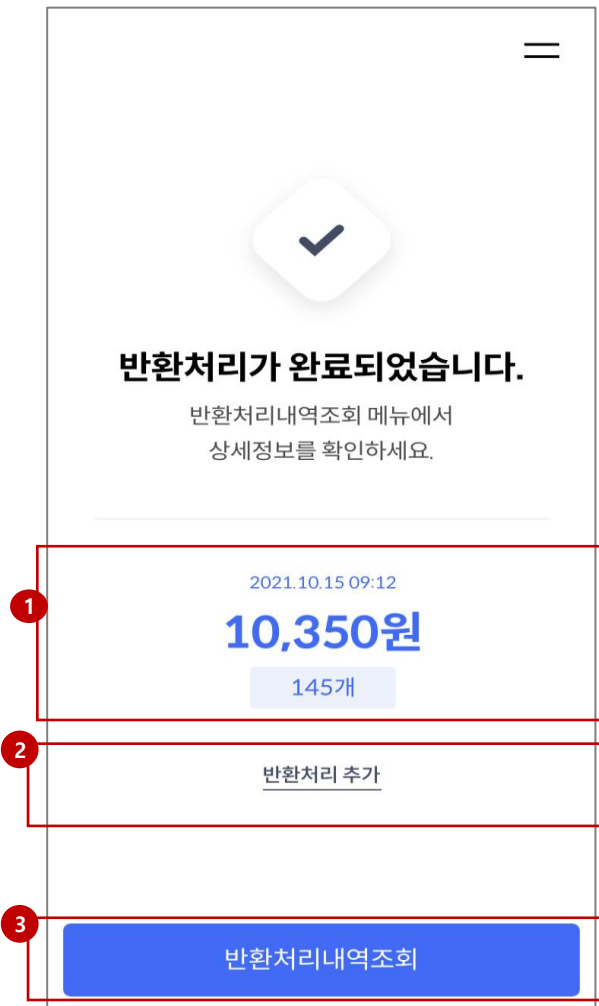 반환처리가 완료되었습니다.
반환처리내역조회 메뉴에서
상세정보를 확인하세요.
1
2021.10.15 09:12
10,350원
145개
2
반환처리 추가
3
반환처리내역조회